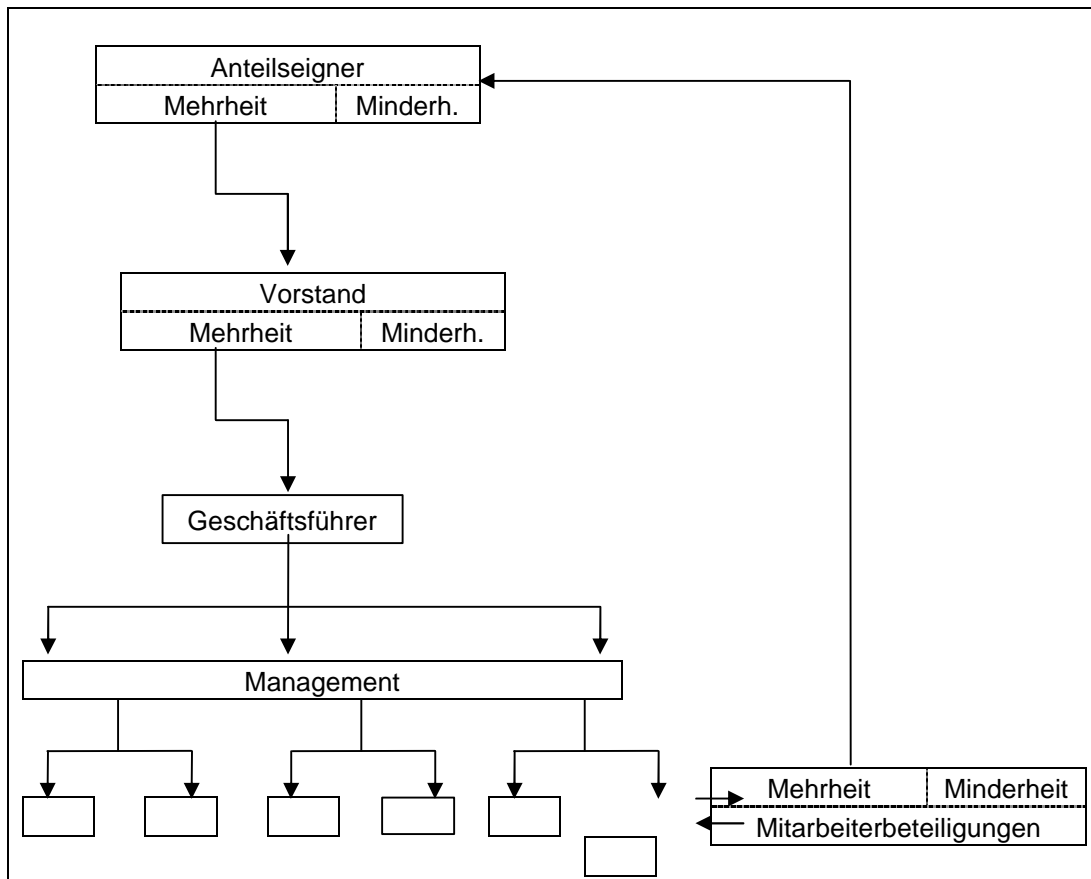 Anteilseigner
Mehrheit Minderh.
Vorstand
Mehrheit Minderh.
Geschäftsführer
Management
Mehrheit Minderheit
Mitarbeiterbeteiligungen